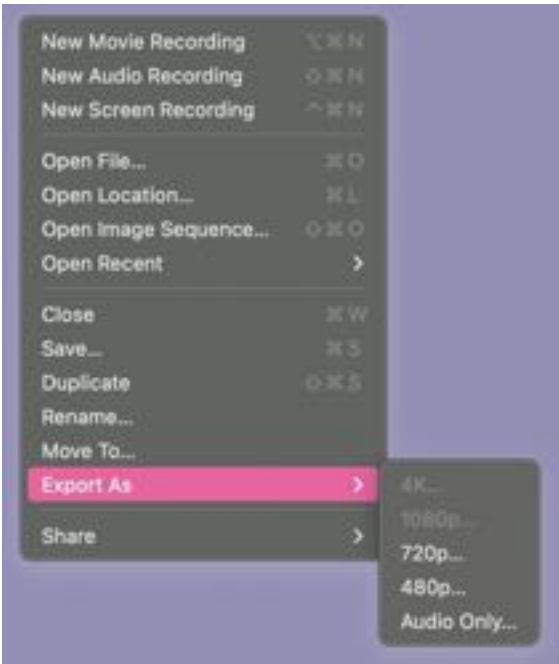 New Movie Recording ⌥⌘N
New Audio Recording ⇧⌘N
New Screen Recording ^⌘N
Open File... ⌘O
Open Location... ⌘L
Open Image Sequence... ⇧⌘O
Open Recent >
Close ⌘W
Save... ⌘S
Duplicate ⇧⌘S
Rename...
Move To...
Export As >
4K...
1080p...
720p...
480p...
Audio Only...
Share >